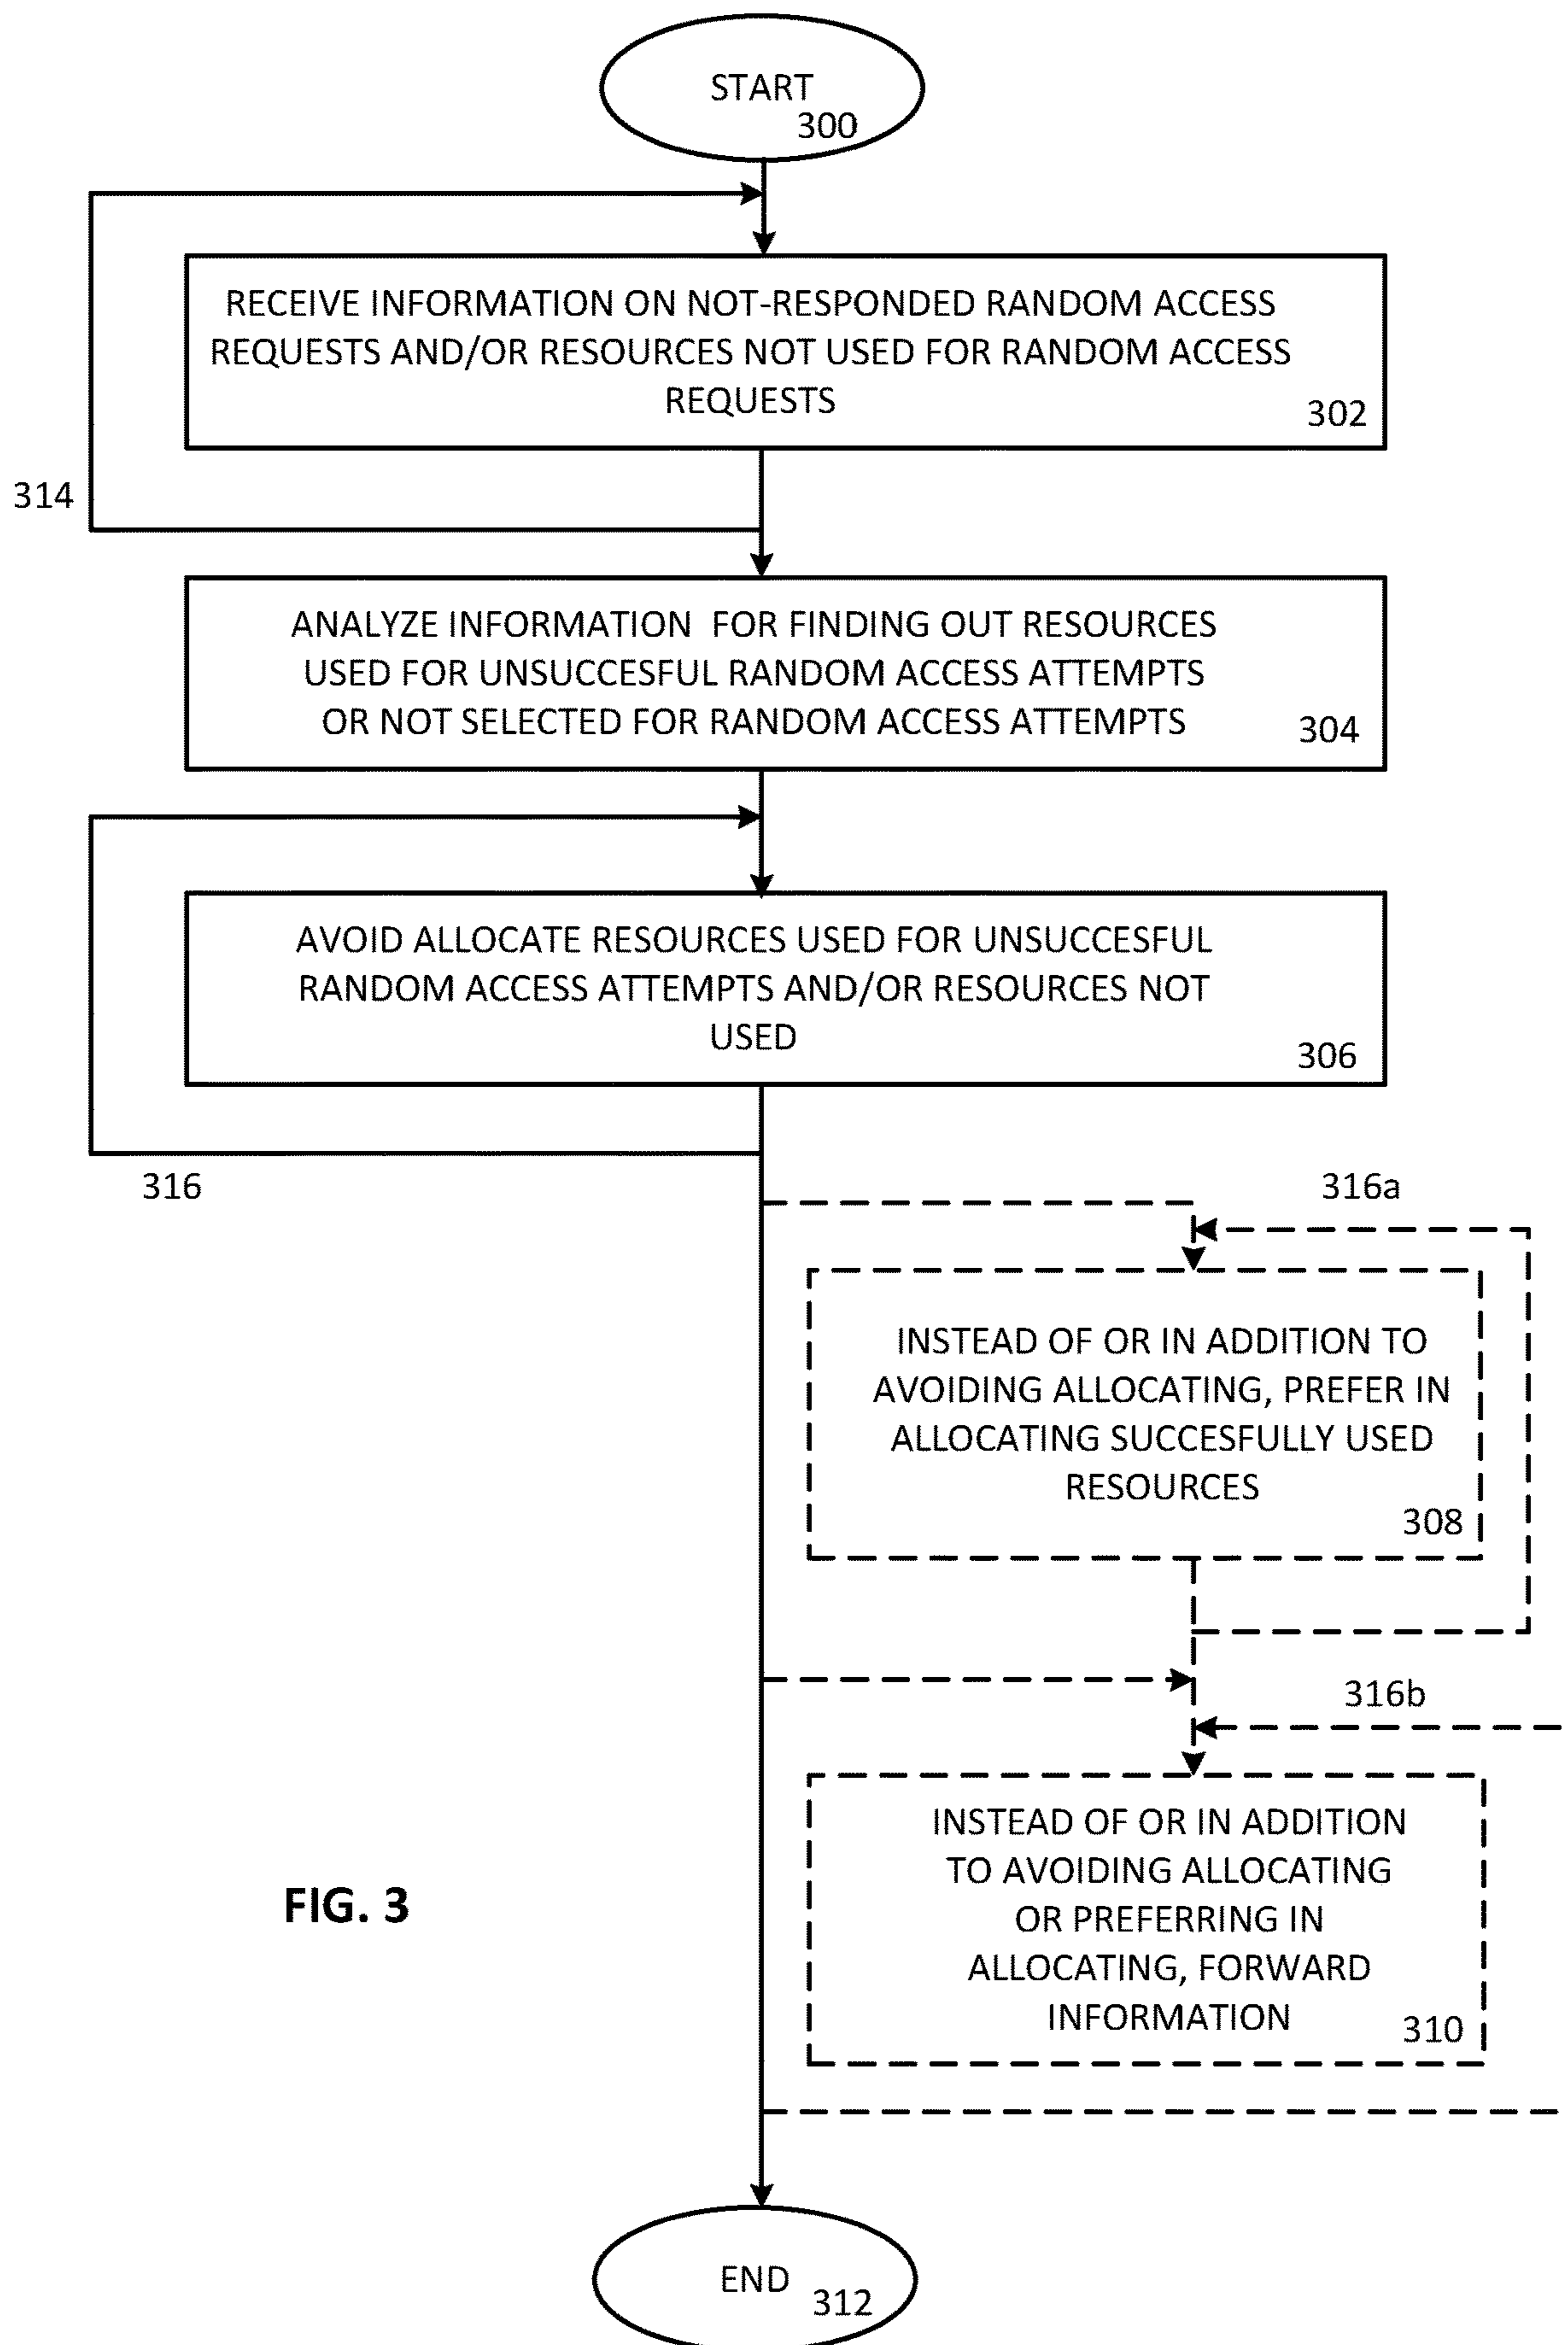 START
300
RECEIVE INFORMATION ON NOT-RESPONDED RANDOM ACCESS
REQUESTS AND/OR RESOURCES NOT USED FOR RANDOM ACCESS
REQUESTS
302
314
ANALYZE INFORMATION FOR FINDING OUT RESOURCES
USED FOR UNSUCCESFUL RANDOM ACCESS ATTEMPTS
OR NOT SELECTED FOR RANDOM ACCESS ATTEMPTS
304
AVOID ALLOCATE RESOURCES USED FOR UNSUCCESFUL
RANDOM ACCESS ATTEMPTS AND/OR RESOURCES NOT
USED
306
316
316a
INSTEAD OF OR IN ADDITION TO
AVOIDING ALLOCATING, PREFER IN
ALLOCATING SUCCESFULLY USED
RESOURCES
308
316b
INSTEAD OF OR IN ADDITION
TO AVOIDING ALLOCATING
OR PREFERRING IN
ALLOCATING, FORWARD
INFORMATION
310
FIG. 3
END
312